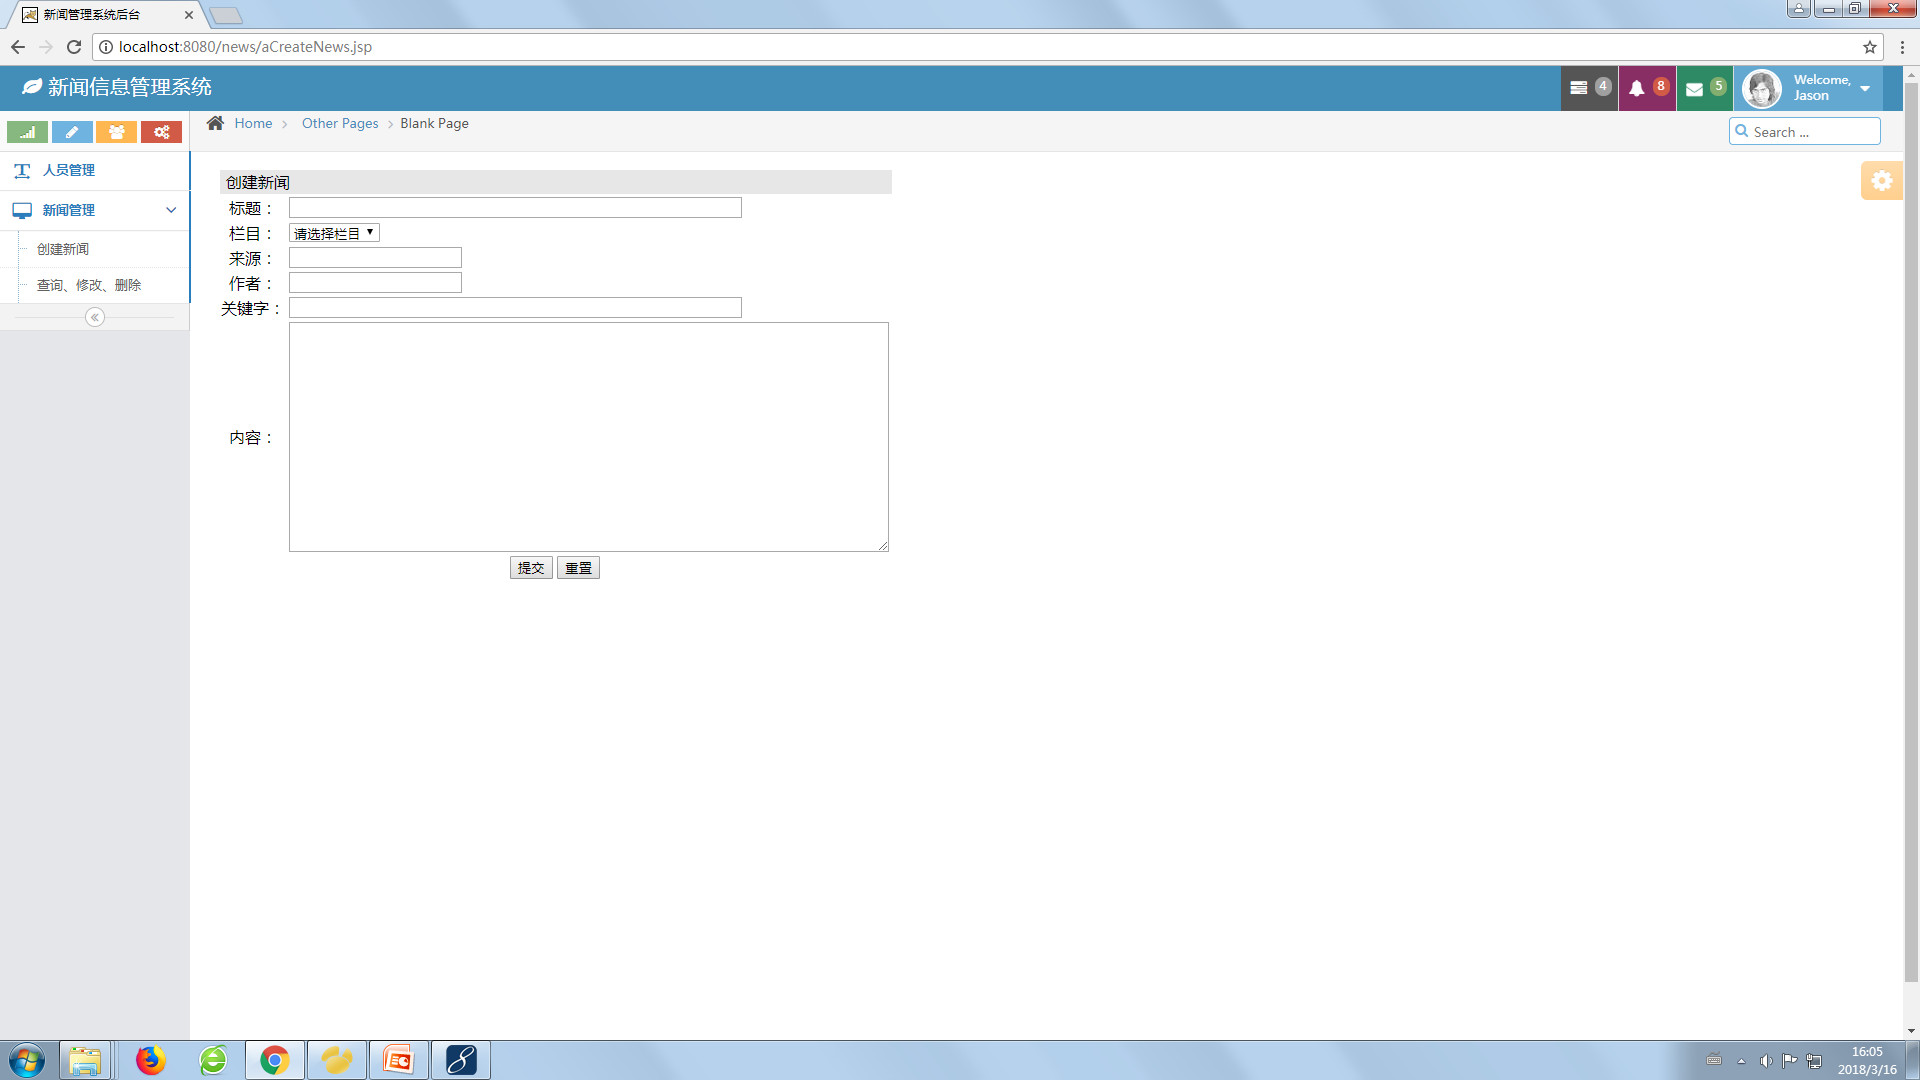 新闻管理系统后台
localhost:8080/news/aCreateNews.jsp
新闻信息管理系统
4
8
5
Welcome,
Jason
Home
Other Pages
Blank Page
Search ...
人员管理
新闻管理
创建新闻
查询、修改、删除
创建新闻
标题：
栏目： 请选择栏目
来源：
作者：
关键字：
内容：
提交 重置
16:05
2018/3/16